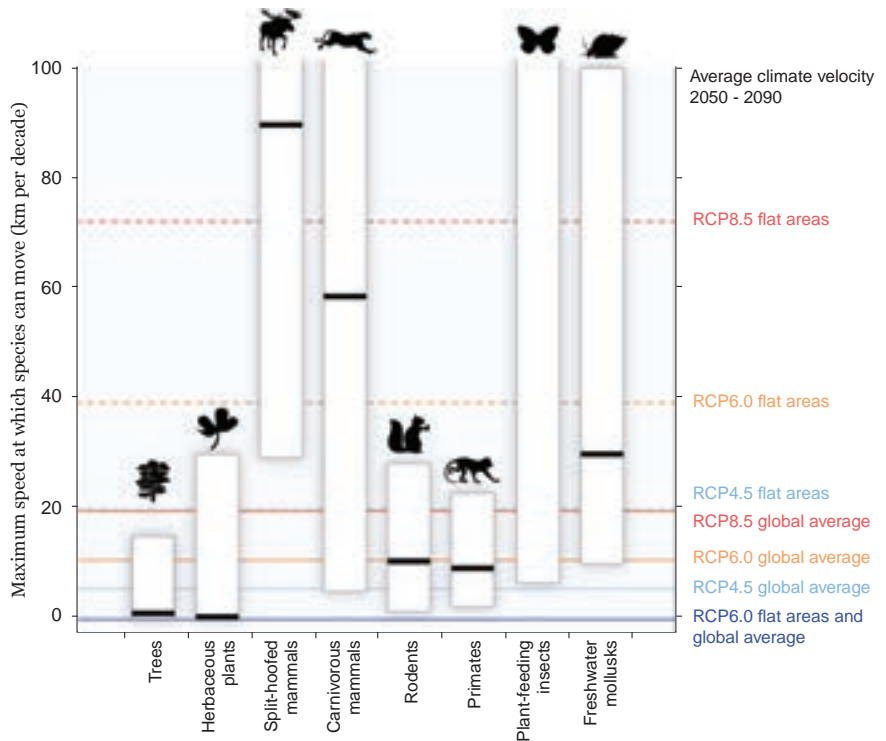 Maximum speed at which species can move (km per decade)
100
80
60
40
20
0
Average climate velocity
2050 - 2090
RCP8.5 flat areas
RCP6.0 flat areas
RCP4.5 flat areas
RCP8.5 global average
RCP6.0 global average
RCP4.5 global average
RCP6.0 flat areas and
global average
Trees
Herbaceous
plants
Split-hoofed
mammals
Carnivorous
mammals
Rodents
Primates
Plant-feeding
insects
Freshwater
mollusks